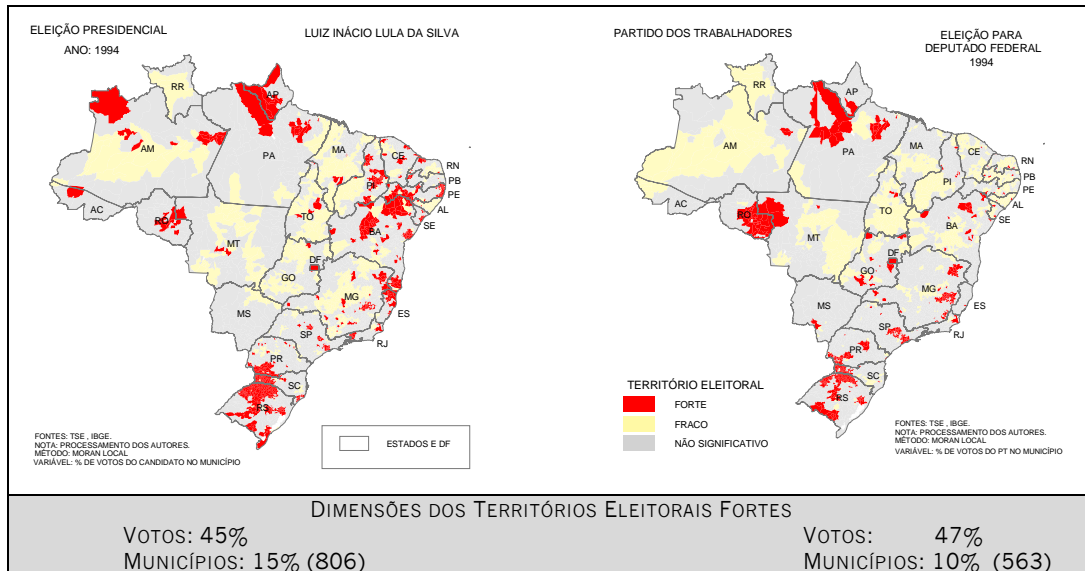 ELEIÇÃO PRESIDENCIAL
ANO: 1994
LUIZ INÁCIO LULA DA SILVA
RR
AP
AM
PA
MA
CE
RN
PB
PE
AL
SE
PI
AC
RO
TO
BA
MT
DF
GO
MG
ES
MS
SP
RJ
PR
SC
RS
FONTES: TSE , IBGE.
NOTA: PROCESSAMENTO DOS AUTORES.
MÉTODO: MORAN LOCAL
VARIÁVEL: % DE VOTOS DO CANDIDATO NO MUNICÍPIO
ESTADOS E DF
PARTIDO DOS TRABALHADORES
ELEIÇÃO PARA
DEPUTADO FEDERAL
1994
RR
AP
AM
PA
MA
CE
RN
PB
PE
AL
SE
PI
AC
RO
TO
BA
MT
DF
GO
MG
ES
MS
SP
RJ
PR
SC
RS
TERRITÓRIO ELEITORAL
FORTE
FRACO
NÃO SIGNIFICATIVO
FONTES: TSE , IBGE.
NOTA: PROCESSAMENTO DOS AUTORES.
MÉTODO: MORAN LOCAL
VARIÁVEL: % DE VOTOS DO PT NO MUNICÍPIO
DIMENSÕES DOS TERRITÓRIOS ELEITORAIS FORTES
VOTOS: 45%
MUNICÍPIOS: 15% (806)
VOTOS: 47%
MUNICÍPIOS: 10% (563)